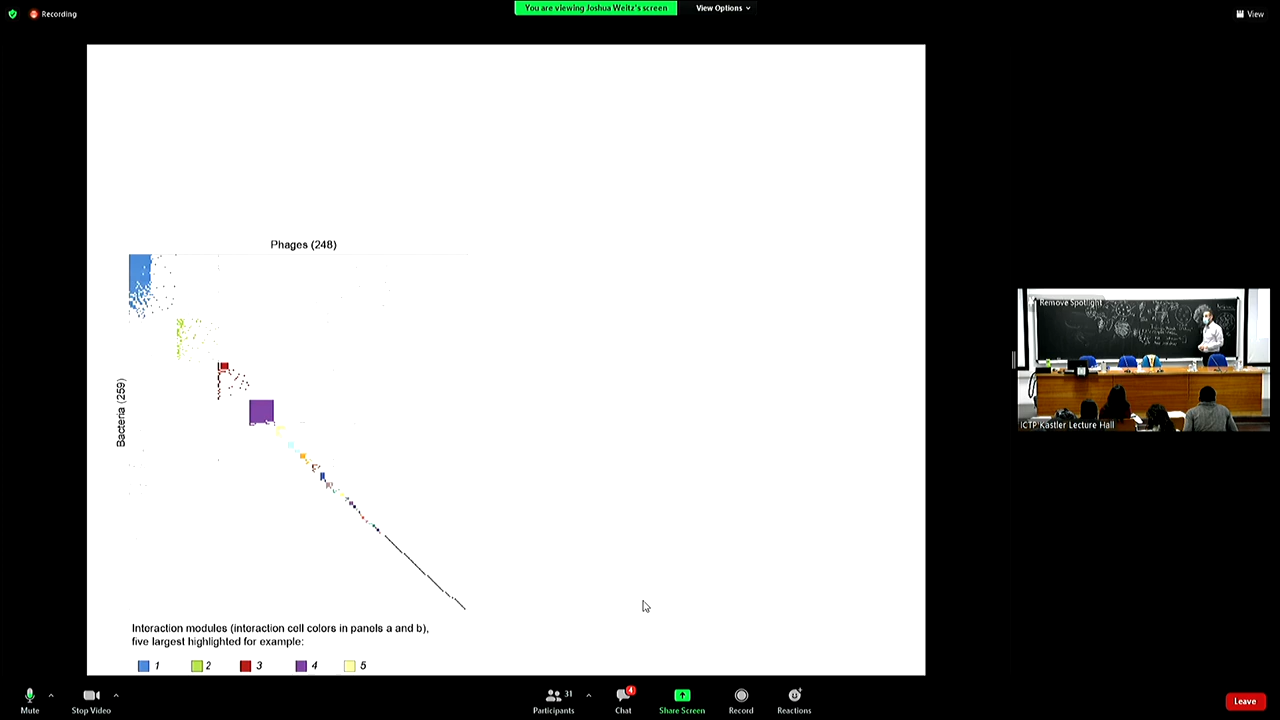 Recording
You are viewing Joshua Weitz's screen
View Options
View
Phages (248)
Bacteria (259)
Interaction modules (interaction cell colors in panels a and b),
five largest highlighted for example:
1 2 3 4 5
Remove Spotlight
ICTP Kastler Lecture Hall
Mute
Stop Video
31
Participants
4
Chat
Share Screen
Record
Reactions
Leave